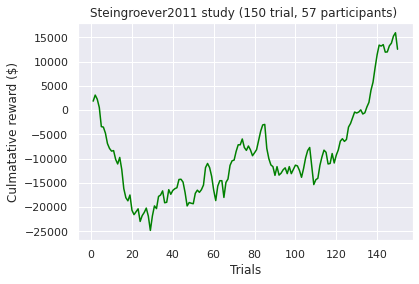 Steingroever2011 study (150 trial, 57 participants)
Culmatative reward ($)
15000
10000
5000
0
−5000
−10000
−15000
−20000
−25000
0 20 40 60 80 100 120 140
Trials